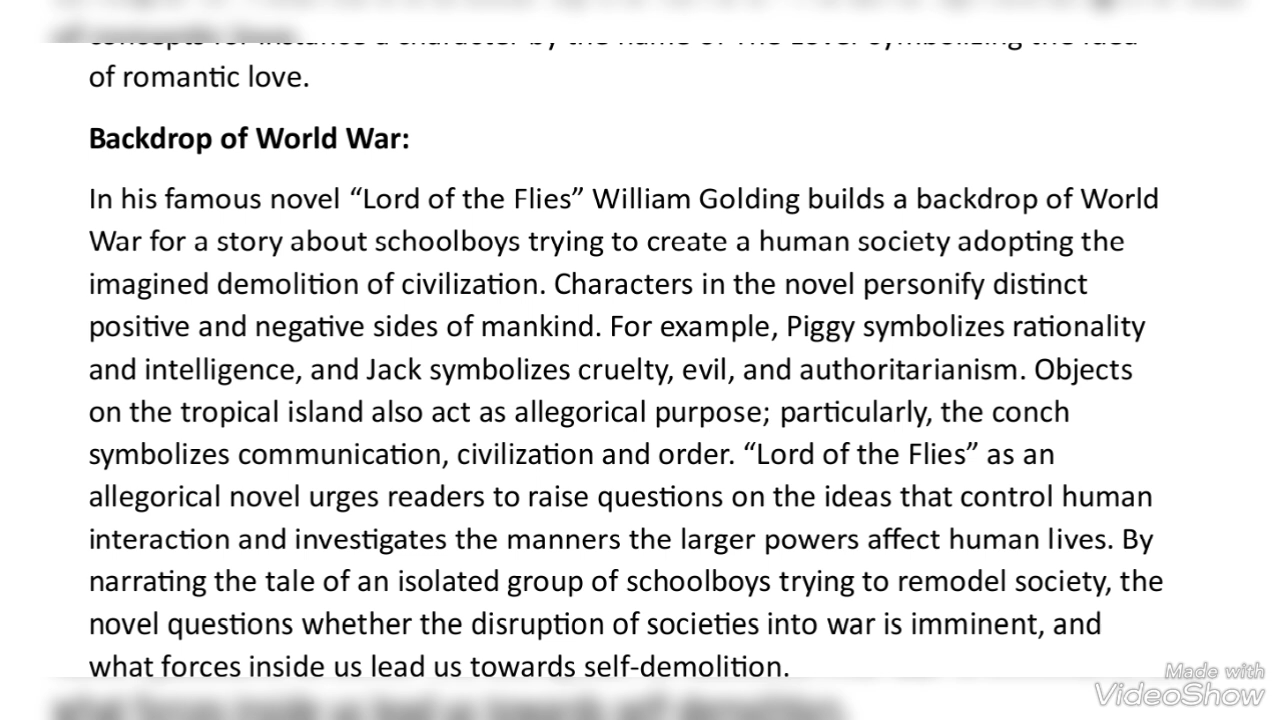 of romantic love.
Backdrop of World War:
In his famous novel “Lord of the Flies” William Golding builds a backdrop of World
War for a story about schoolboys trying to create a human society adopting the
imagined demolition of civilization. Characters in the novel personify distinct
positive and negative sides of mankind. For example, Piggy symbolizes rationality
and intelligence, and Jack symbolizes cruelty, evil, and authoritarianism. Objects
on the tropical island also act as allegorical purpose; particularly, the conch
symbolizes communication, civilization and order. “Lord of the Flies” as an
allegorical novel urges readers to raise questions on the ideas that control human
interaction and investigates the manners the larger powers affect human lives. By
narrating the tale of an isolated group of schoolboys trying to remodel society, the
novel questions whether the disruption of societies into war is imminent, and
what forces inside us lead us towards self-demolition.
Made with
VideoShow